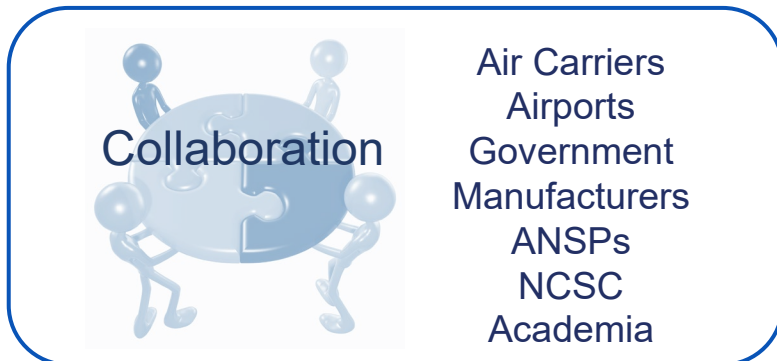 Collaboration
Air Carriers
Airports
Government
Manufacturers
ANSPs
NCSC
Academia